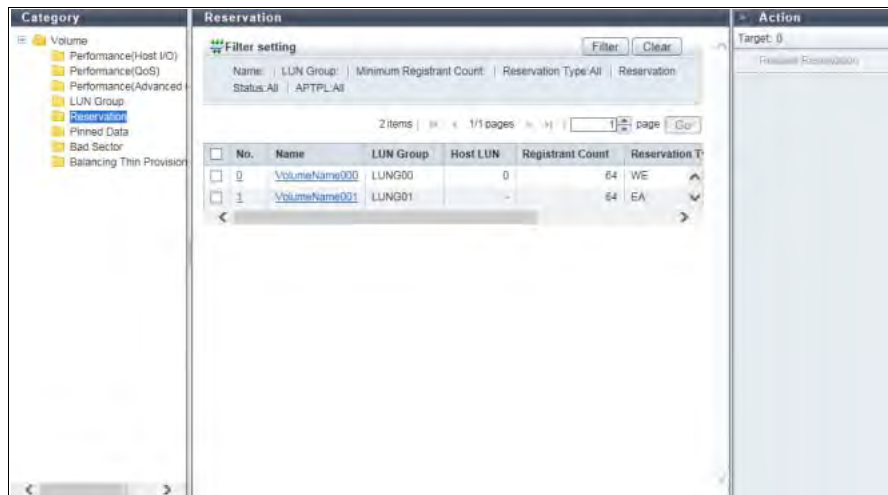 Category
Volume
Performance(Host I/O)
Performance(QoS)
Performance(Advanced
LUN Group
Reservation
Pinned Data
Bad Sector
Balancing Thin Provision
Reservation
Filter setting
Filter
Clear
Name: | LUN Group: | Minimum Registrant Count: | Reservation Type:All | Reservation
Status:All | APTPL:All
2 items | 1/1 pages | 1 page Go
No. Name LUN Group Host LUN Registrant Count Reservation T
0 VolumeName000 LUNG00 0 64 WE
1 VolumeName001 LUNG01 - 64 EA
Action
Target: 0
Release Reservation